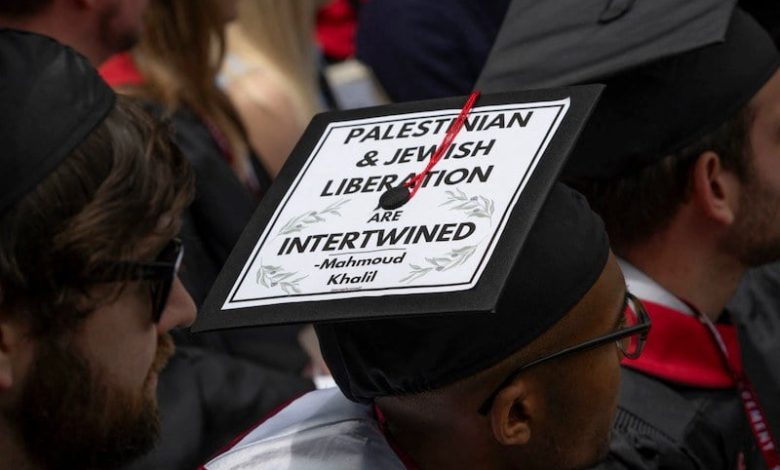 PALESTINIAN
& JEWISH
LIBERATION
ARE
INTERTWINED
-Mahmoud
Khalil